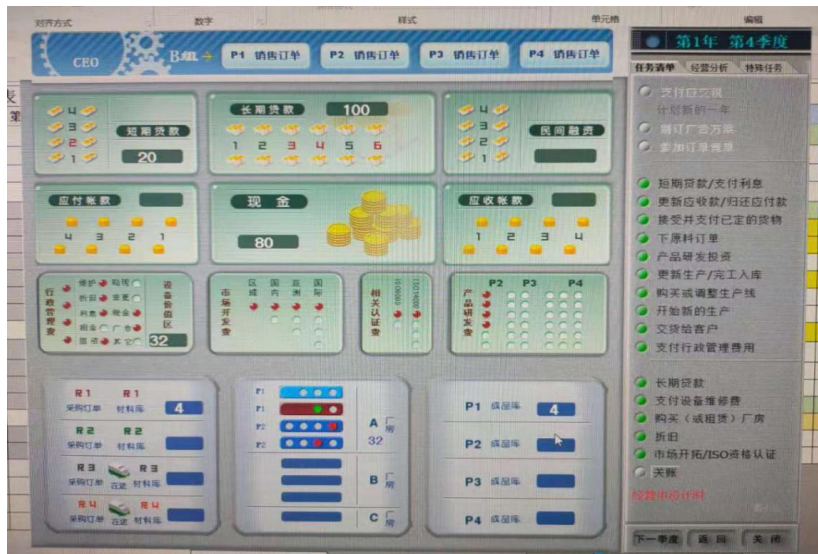 对齐方式 数字 样式 单元格 编辑
CEO B组 P1 销售订单 P2 销售订单 P3 销售订单 P4 销售订单
第1年 第4季度
任务清单 经营分析 特殊任务
支付应交税
计划新的一年
制订广告方案
参加订单竞单
短期贷款/支付利息
更新应收款/归还应付款
接受并支付已定的货物
下原料订单
产品研发投资
更新生产/完工入库
购买或调整生产线
开始新的生产
交货给客户
支付行政管理费用
长期贷款
支付设备维修费
购买(或租赁)厂房
折旧
市场开拓/ISO资格认证
关账
下一季度 返回 关闭
4
3
2
1
短期贷款
20
长期贷款 100
1 2 3 4 5 6
4
3
2
1
民间融资
应付帐款
4 3 2 1
现金
80
应收帐款
1 2 3 4
行政管理费
维护 转现
折旧 变更
利息 税金
租金 广告
其它
设备价值区
32
市场开发费
区域 国内 亚洲 国际
相关认证费
ISO9000 ISO14000
产品研发费
P2 P3 P4
R1 R1
采购订单 材料库 4
R2 R2
采购订单 材料库
R3 R3
采购订单 在途 材料库
R4 R4
采购订单 在途 材料库
P1
P1
P2
P2
A厂房
32
B厂房
C厂房
P1 成品库 4
P2 成品库
P3 成品库
P4 成品库